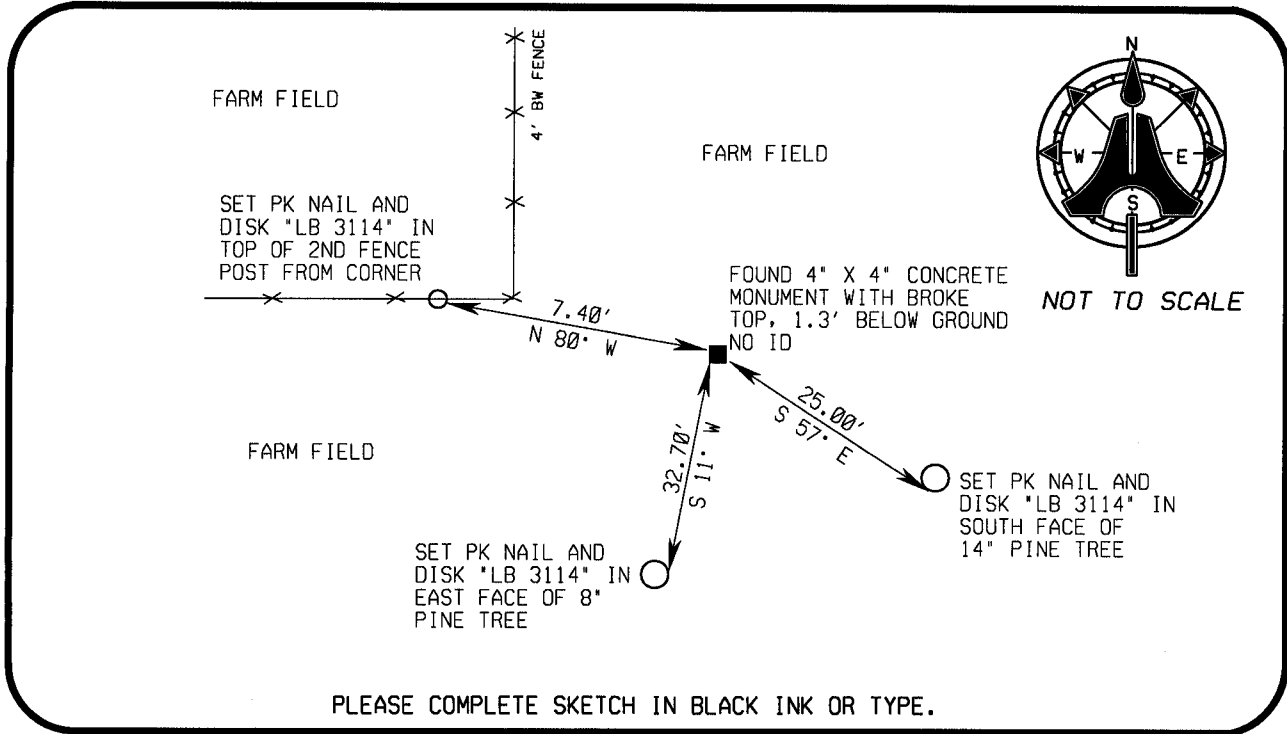 4' BW FENCE
FARM FIELD
FARM FIELD
N
W
E
S
NOT TO SCALE
SET PK NAIL AND
DISK "LB 3114" IN
TOP OF 2ND FENCE
POST FROM CORNER
FOUND 4" X 4" CONCRETE
MONUMENT WITH BROKE
TOP, 1.3' BELOW GROUND
NO ID
7.40'
N 80° W
25.00'
S 57° E
32.70'
S 11° W
FARM FIELD
SET PK NAIL AND
DISK "LB 3114" IN
SOUTH FACE OF
14" PINE TREE
SET PK NAIL AND
DISK "LB 3114" IN
EAST FACE OF 8"
PINE TREE
PLEASE COMPLETE SKETCH IN BLACK INK OR TYPE.